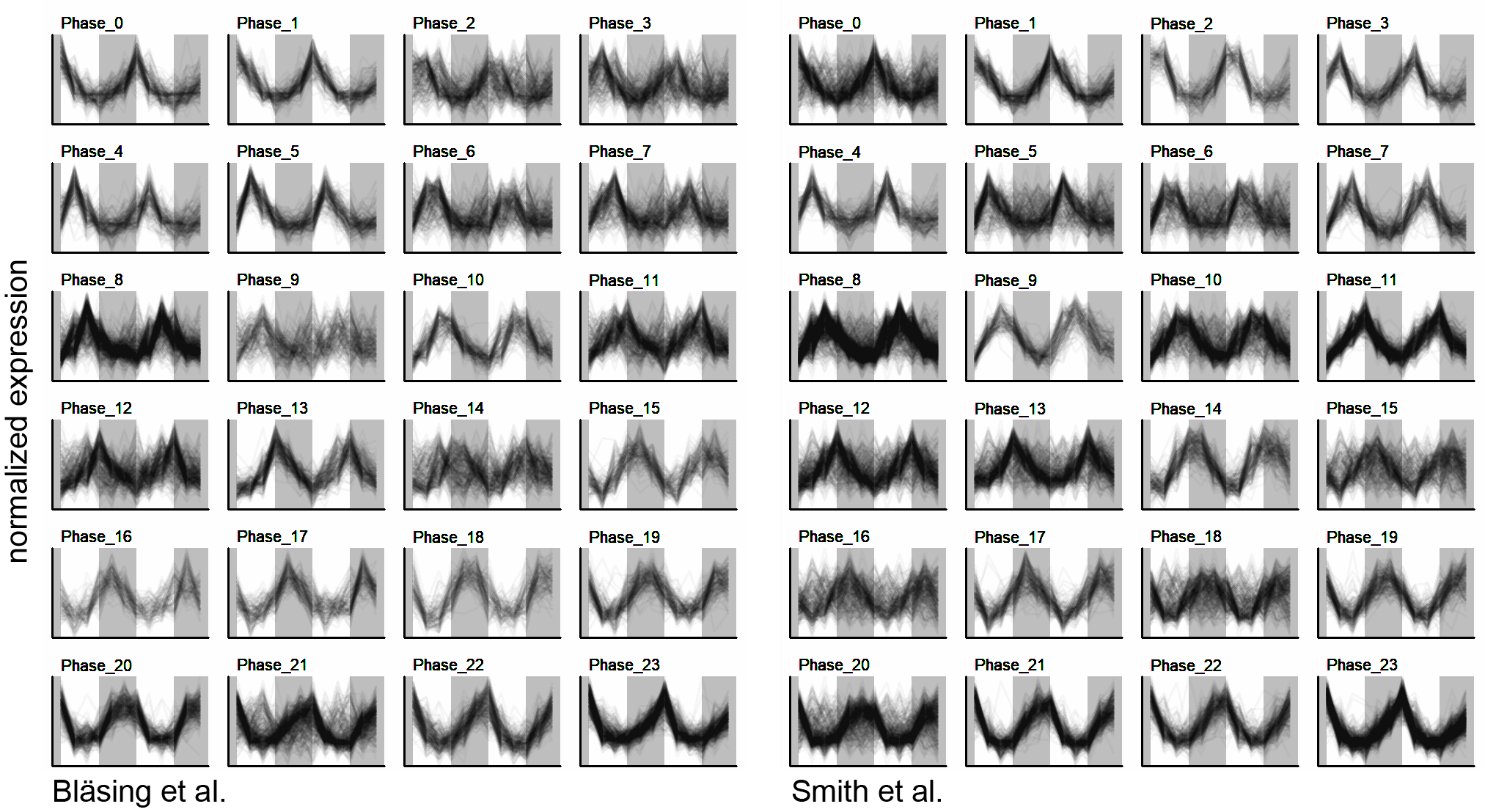 Phase_0 Phase_1 Phase_2 Phase_3 Phase_0 Phase_1 Phase_2 Phase_3
Phase_4 Phase_5 Phase_6 Phase_7 Phase_4 Phase_5 Phase_6 Phase_7
Phase_8 Phase_9 Phase_10 Phase_11 Phase_8 Phase_9 Phase_10 Phase_11
Phase_12 Phase_13 Phase_14 Phase_15 Phase_12 Phase_13 Phase_14 Phase_15
Phase_16 Phase_17 Phase_18 Phase_19 Phase_16 Phase_17 Phase_18 Phase_19
Phase_20 Phase_21 Phase_22 Phase_23 Phase_20 Phase_21 Phase_22 Phase_23
normalized expression
Bläsing et al. Smith et al.